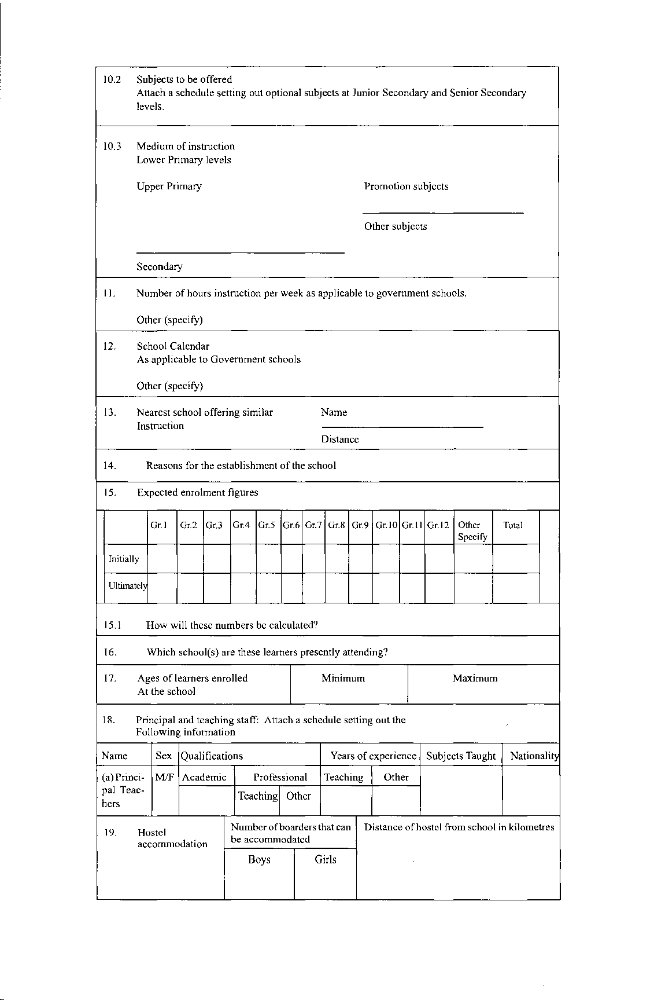 10.2 Subjects to be offered
Attach a schedule setting out optional subjects at Junior Secondary and Senior Secondary
levels.
10.3 Medium of instruction
Lower Primary levels
Upper Primary Promotion subjects
Other subjects
Secondary
11. Number of hours instruction per week as applicable to government schools.
Other (specify)
12. School Calendar
As applicable to Government schools
Other (specify)
13. Nearest school offering similar Name
Instruction
Distance
14. Reasons for the establishment of the school
15. Expected enrolment figures
Gr.1 Gr.2 Gr.3 Gr.4 Gr.5 Gr.6 Gr.7 Gr.8 Gr.9 Gr.10 Gr.11 Gr.12 Other Total
Specify
Initially
Ultimately
15.1 How will these numbers be calculated?
16. Which school(s) are these learners presently attending?
17. Ages of learners enrolled Minimum Maximum
At the school
18. Principal and teaching staff: Attach a schedule setting out the
Following information
Name Sex Qualifications Years of experience Subjects Taught Nationality
(a) Princi- M/F Academic Professional Teaching Other
pal Teac- Teaching Other
hers
19. Hostel Number of boarders that can Distance of hostel from school in kilometres
accommodation be accommodated
Boys Girls